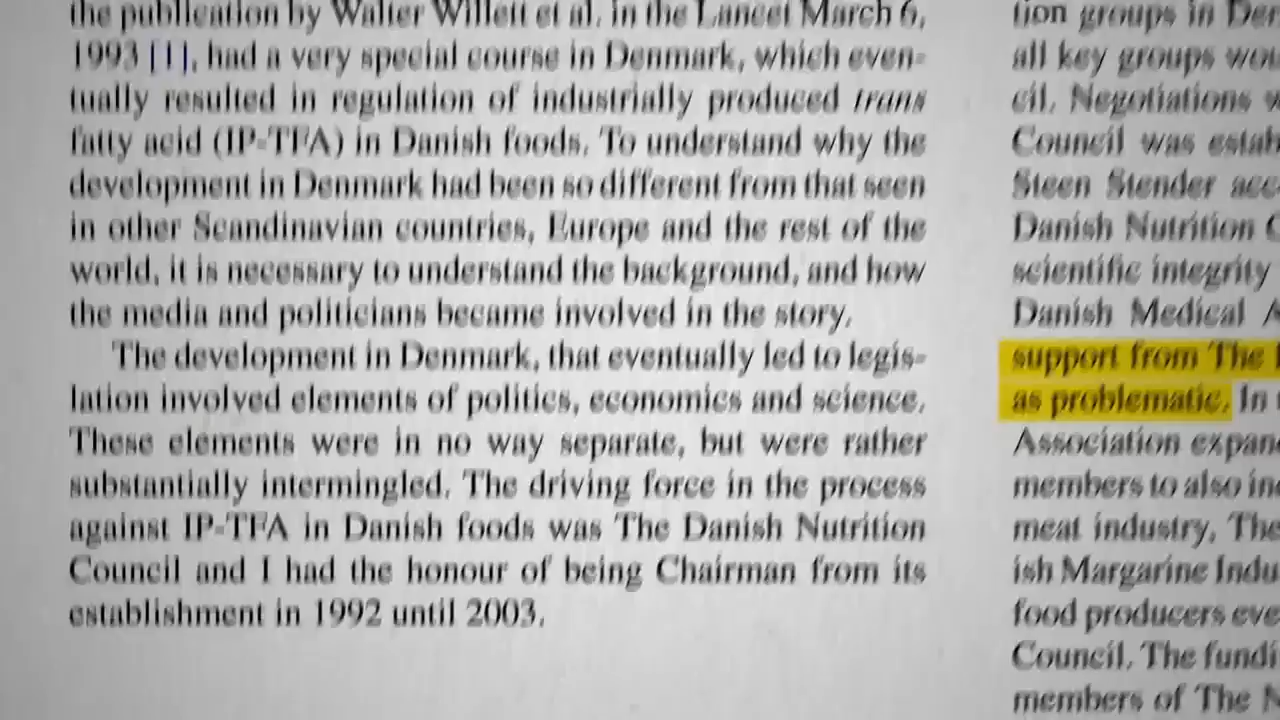 the publication by Walter Willett et al. in the Lancet March 6,
1993 [1], had a very special course in Denmark, which even-
tually resulted in regulation of industrially produced trans
fatty acid (IP-TFA) in Danish foods. To understand why the
development in Denmark had been so different from that seen
in other Scandinavian countries, Europe and the rest of the
world, it is necessary to understand the background, and how
the media and politicians became involved in the story.
The development in Denmark, that eventually led to legis-
lation involved elements of politics, economics and science.
These elements were in no way separate, but were rather
substantially intermingled. The driving force in the process
against IP-TFA in Danish foods was The Danish Nutrition
Council and I had the honour of being Chairman from its
establishment in 1992 until 2003.
tion groups in Den
all key groups wou
cil. Negotiations w
Council was estab
Steen Stender acc
Danish Nutrition C
scientific integrity
Danish Medical A
support from The
as problematic. In
Association expan
members to also in
meat industry. The
ish Margarine Indu
food producers eve
Council. The fundi
members of The N